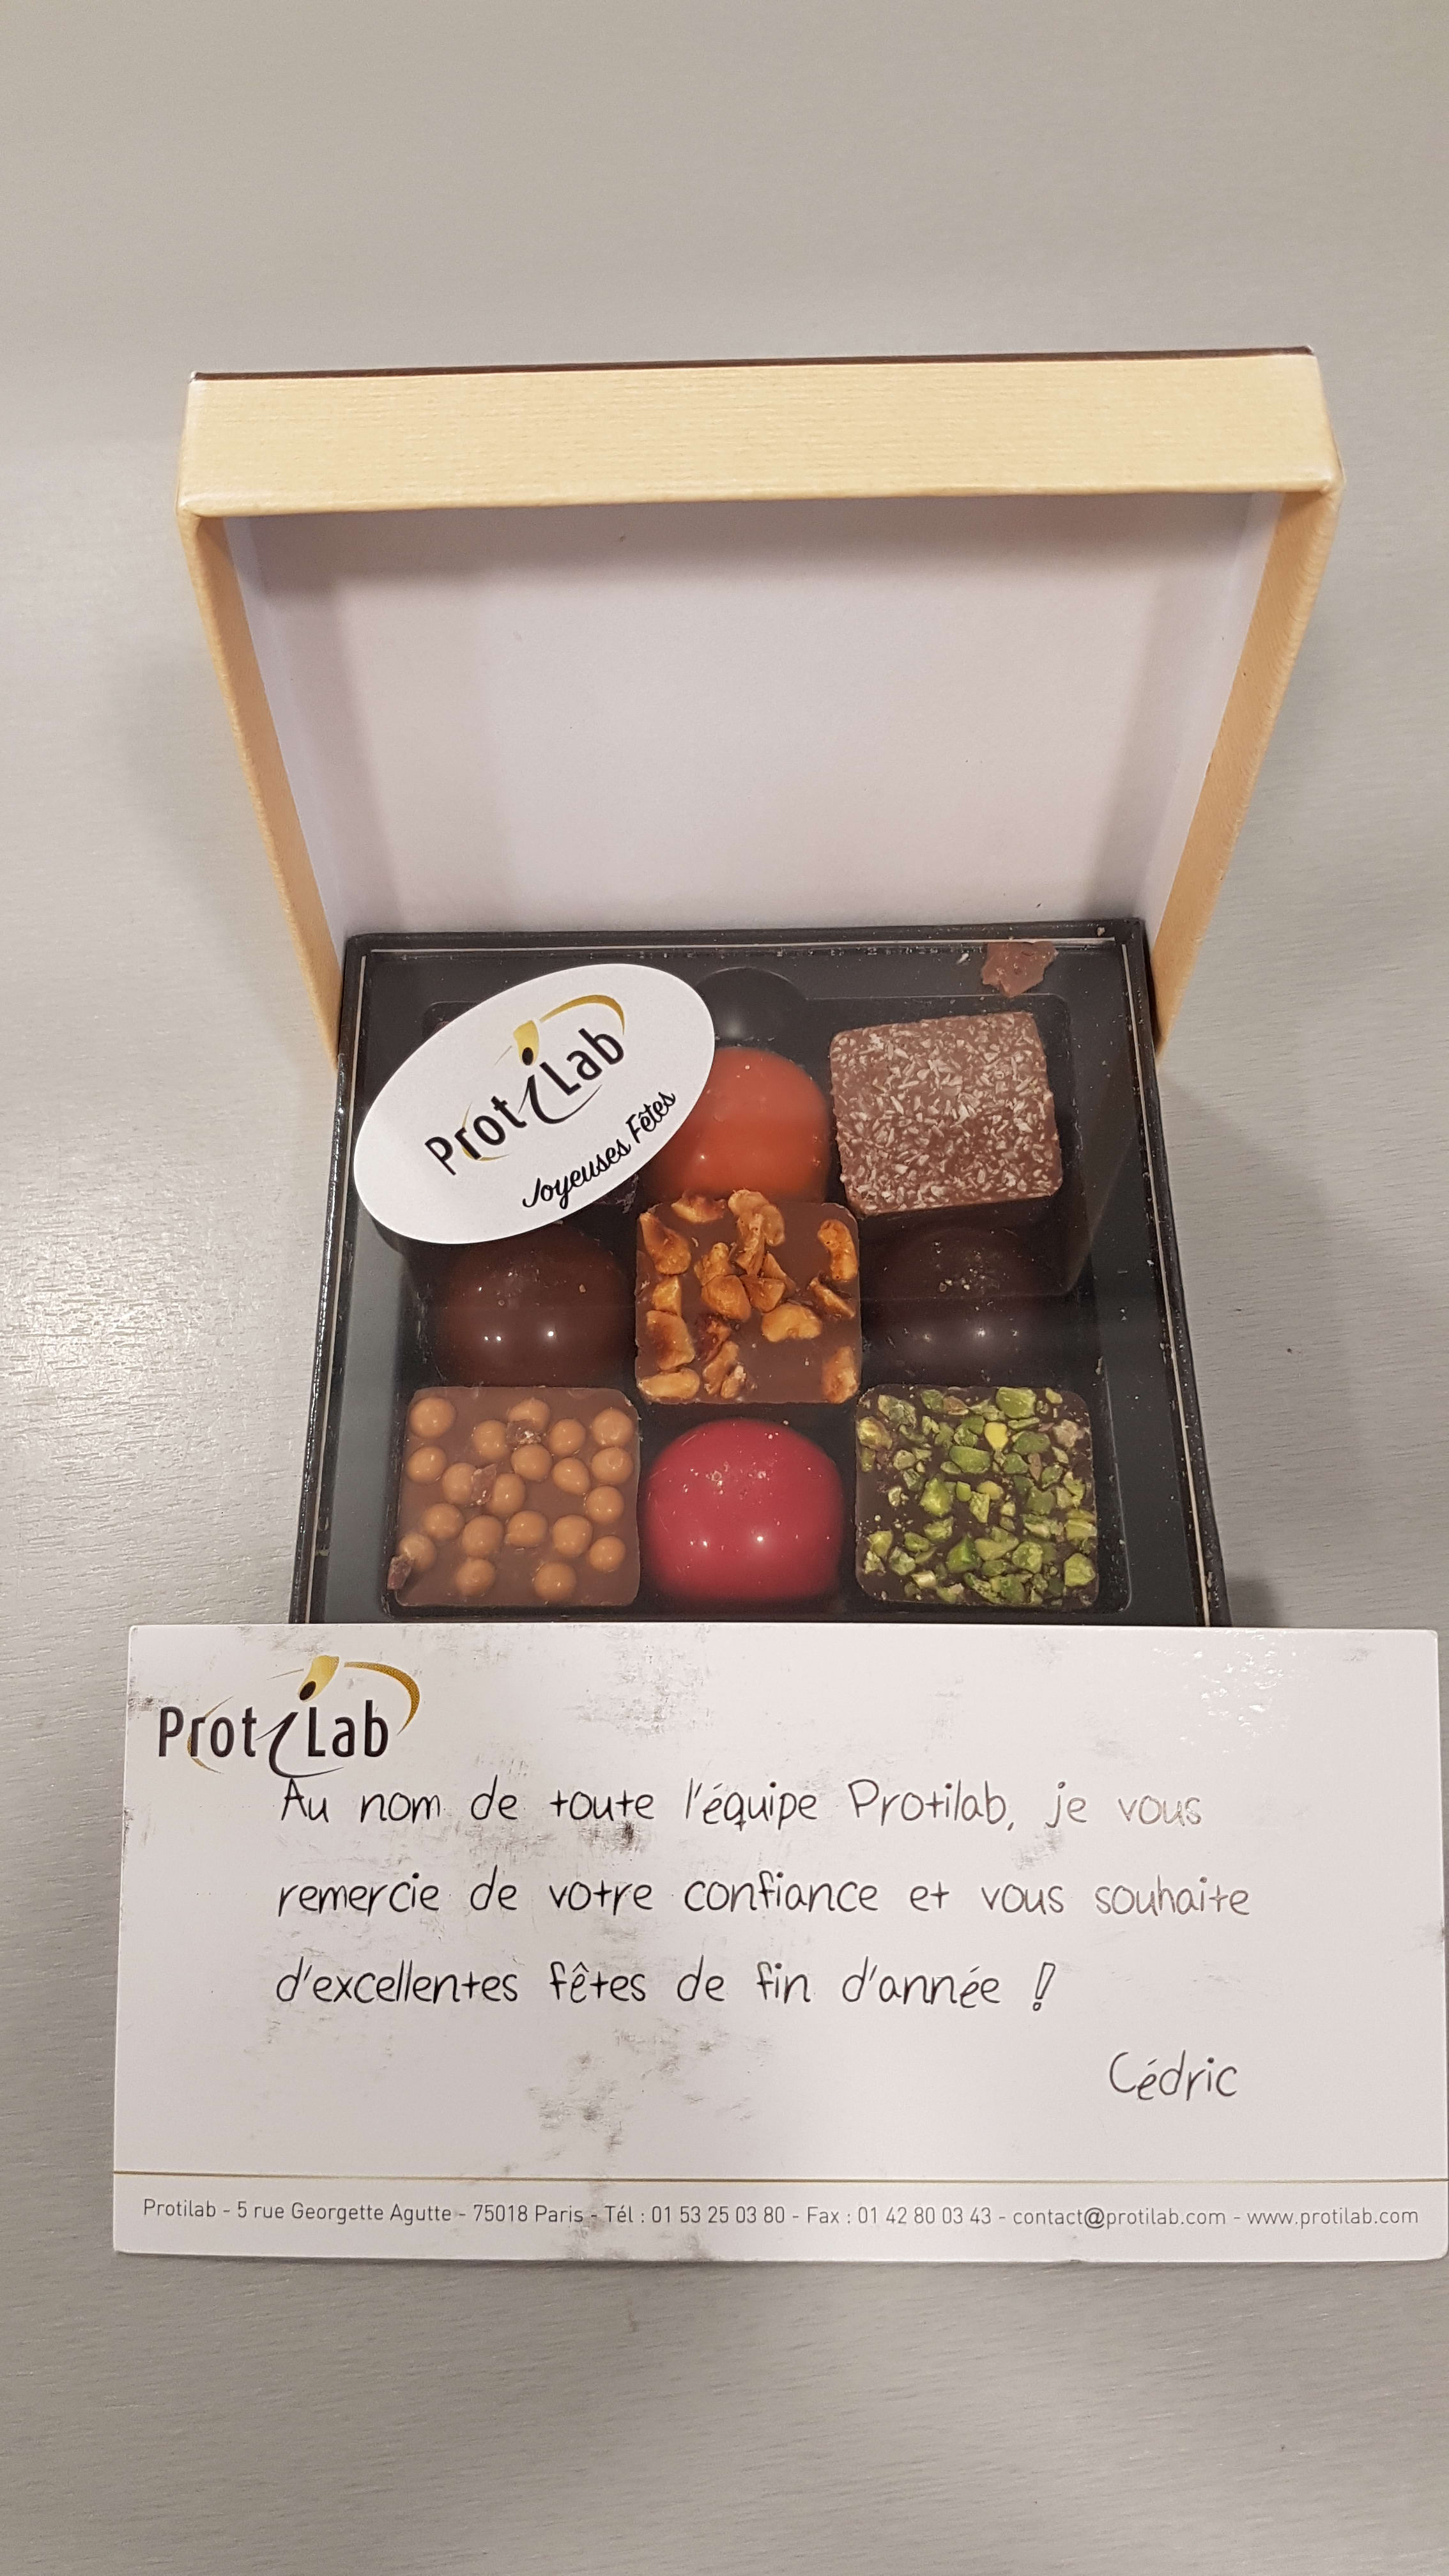 ProtiLab
Joyeuses Fêtes
ProtiLab
Au nom de toute l'équipe Protilab, je vous
remercie de votre confiance et vous souhaite
d'excellentes fêtes de fin d'année !
Cédric
Protilab - 5 rue Georgette Agutte - 75018 Paris - Tél : 01 53 25 03 80 - Fax : 01 42 80 03 43 - contact@protilab.com - www.protilab.com